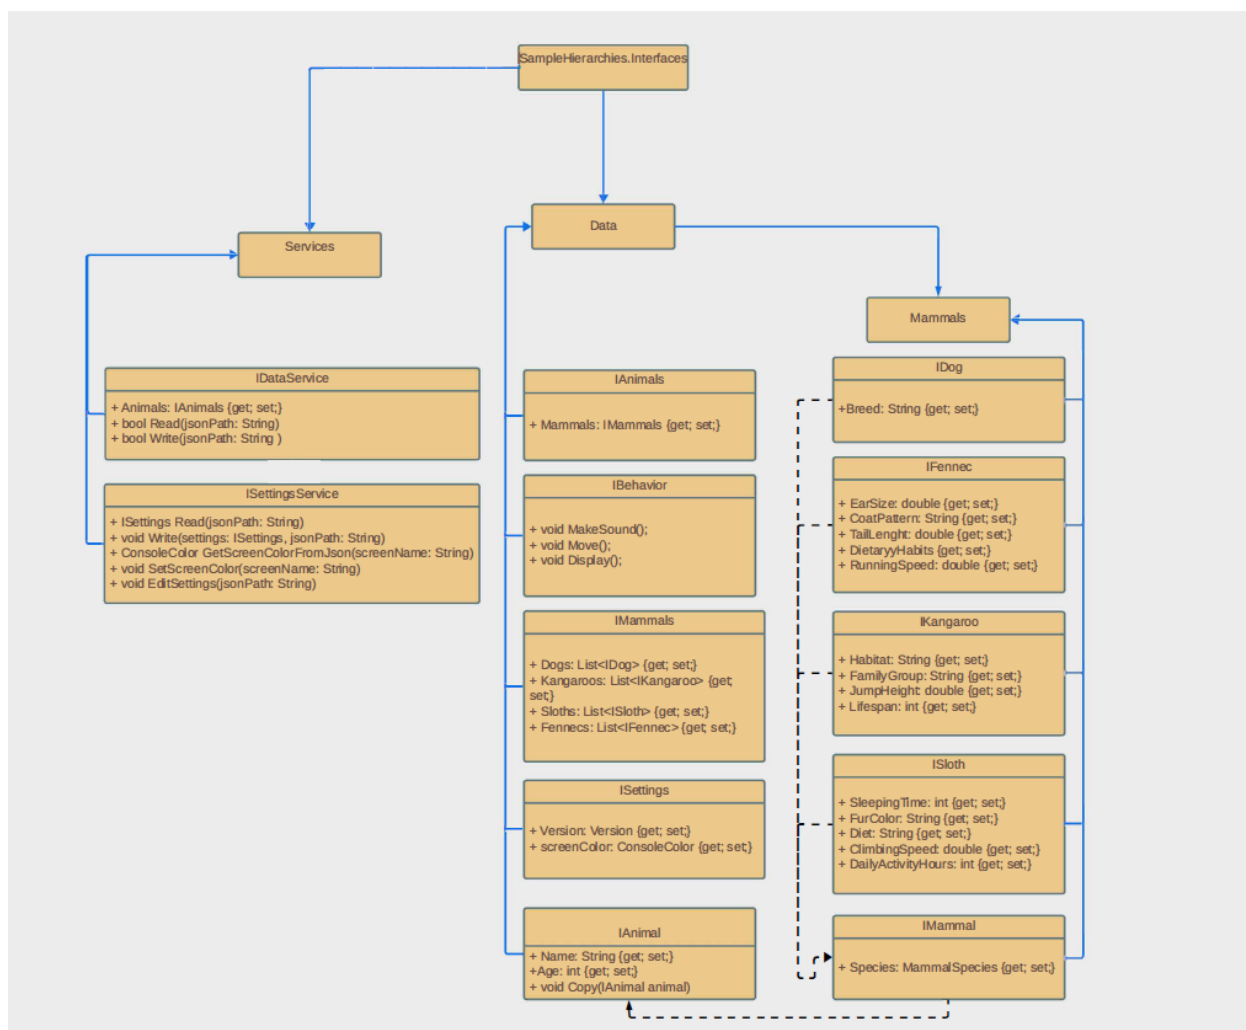 SampleHierarchies.Interfaces
Services
Data
Mammals
IDataService
+ Animals: IAnimals {get; set;}
+ bool Read(jsonPath: String)
+ bool Write(jsonPath: String )
ISettingsService
+ ISettings Read(jsonPath: String)
+ void Write(settings: ISettings, jsonPath: String)
+ ConsoleColor GetScreenColorFromJson(screenName: String)
+ void SetScreenColor(screenName: String)
+ void EditSettings(jsonPath: String)
IAnimals
+ Mammals: IMammals {get; set;}
IBehavior
+ void MakeSound();
+ void Move();
+ void Display();
IMammals
+ Dogs: List<IDog> {get; set;}
+ Kangaroos: List<IKangaroo> {get;
set;}
+ Sloths: List<ISloth> {get; set;}
+ Fennecs: List<IFennec> {get; set;}
ISettings
+ Version: Version {get; set;}
+ screenColor: ConsoleColor {get; set;}
IAnimal
+ Name: String {get; set;}
+Age: int {get; set;}
+ void Copy(IAnimal animal)
IDog
+Breed: String {get; set;}
IFennec
+ EarSize: double {get; set;}
+ CoatPattern: String {get; set;}
+ TailLenght: double {get; set;}
+ DietaryyHabits {get; set;}
+ RunningSpeed: double {get; set;}
IKangaroo
+ Habitat: String {get; set;}
+ FamilyGroup: String {get; set;}
+ JumpHeight: double {get; set;}
+ Lifespan: int {get; set;}
ISloth
+ SleepingTime: int {get; set;}
+ FurColor: String {get; set;}
+ Diet: String {get; set;}
+ ClimbingSpeed: double {get; set;}
+ DailyActivityHours: int {get; set;}
IMammal
+ Species: MammalSpecies {get; set;}